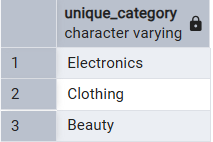 unique_category
character varying
1 Electronics
2 Clothing
3 Beauty